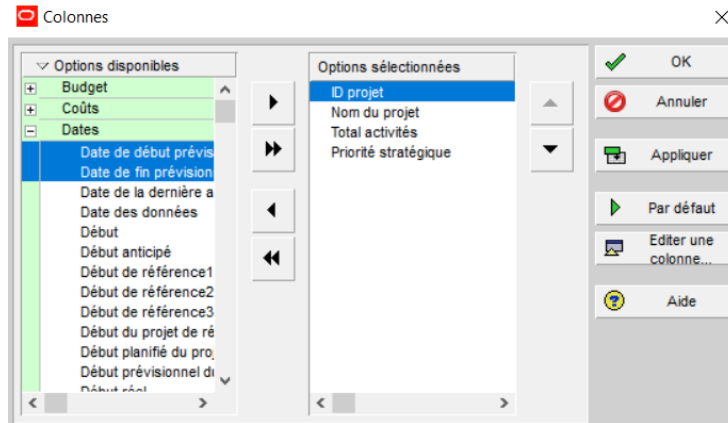 Colonnes
Options disponibles
Budget
Coûts
Dates
Date de début prévis
Date de fin prévision
Date de la dernière a
Date des données
Début
Début anticipé
Début de référence1
Début de référence2
Début de référence3
Début du projet de ré
Début planifié du proj
Début prévisionnel du
Début réel
Options sélectionnées
ID projet
Nom du projet
Total activités
Priorité stratégique
OK
Annuler
Appliquer
Par défaut
Editer une
colonne...
Aide